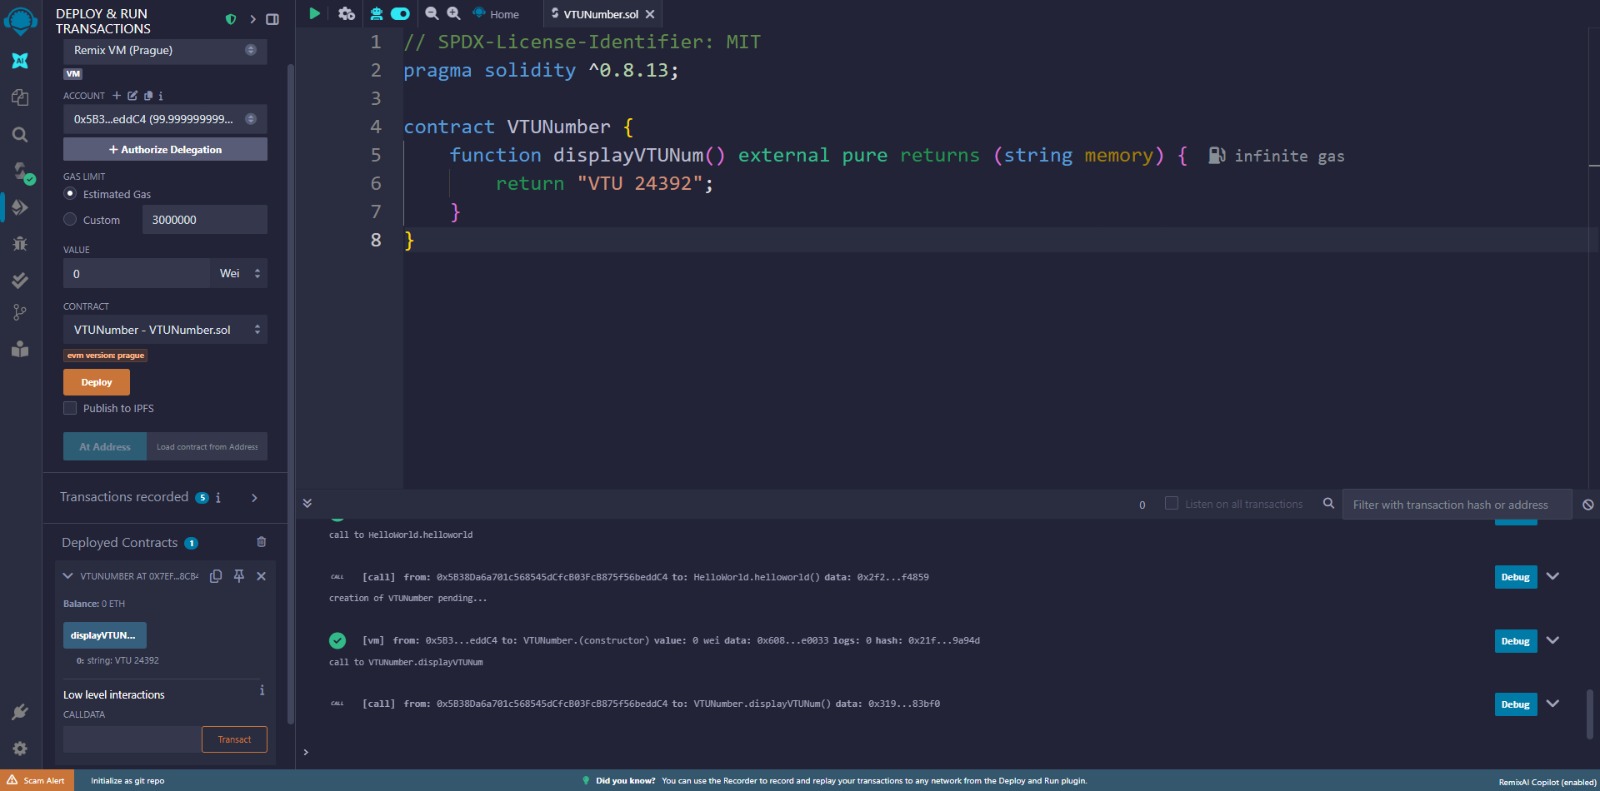 DEPLOY & RUN
TRANSACTIONS
Remix VM (Prague)
VM
ACCOUNT
0x5B3...eddC4 (99.999999999...
+ Authorize Delegation
GAS LIMIT
Estimated Gas
Custom
3000000
VALUE
0
Wei
CONTRACT
VTUNumber - VTUNumber.sol
evm version: prague
Deploy
Publish to IPFS
At Address
Load contract from Address
Transactions recorded 5 i
Deployed Contracts 1
VTUNUMBER AT 0X7EF...8CB4
Balance: 0 ETH
displayVTUN...
0: string: VTU 24392
Low level interactions
i
CALLDATA
Transact
Home
VTUNumber.sol
1 // SPDX-License-Identifier: MIT
2 pragma solidity ^0.8.13;
3
4 contract VTUNumber {
5 function displayVTUNum() external pure returns (string memory) { infinite gas
6 return "VTU 24392";
7 }
8 }
0
Listen on all transactions
Filter with transaction hash or address
call to HelloWorld.helloworld
CALL [call] from: 0x5B38Da6a701c568545dCfcB03FcB875f56beddC4 to: HelloWorld.helloworld() data: 0x2f2...f4859
Debug
creation of VTUNumber pending...
[vm] from: 0x5B3...eddC4 to: VTUNumber.(constructor) value: 0 wei data: 0x608...e0033 logs: 0 hash: 0x21f...9a94d
Debug
call to VTUNumber.displayVTUNum
CALL [call] from: 0x5B38Da6a701c568545dCfcB03FcB875f56beddC4 to: VTUNumber.displayVTUNum() data: 0x319...83bf0
Debug
>
Scam Alert
Initialize as git repo
Did you know? You can use the Recorder to record and replay your transactions to any network from the Deploy and Run plugin.
RemixAI Copilot (enabled)